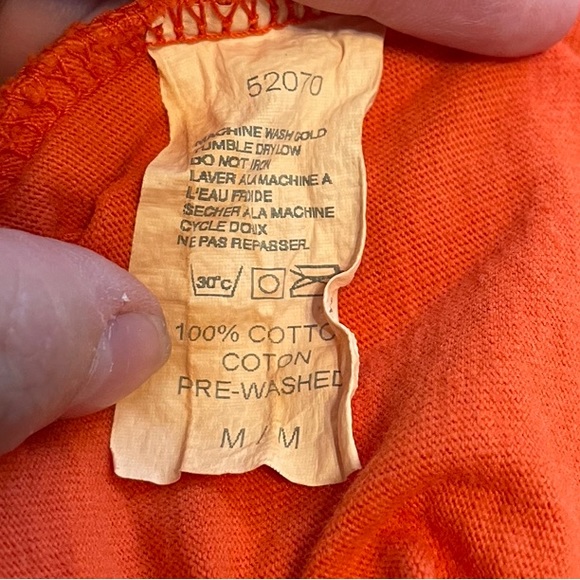 52070
MACHINE WASH COLD
TUMBLE DRY LOW
DO NOT IRON
LAVER A LA MACHINE A
L'EAU FROIDE
SECHER A LA MACHINE
CYCLE DOUX
NE PAS REPASSER.
30°C
100% COTTO
COTON
PRE-WASHED
M / M